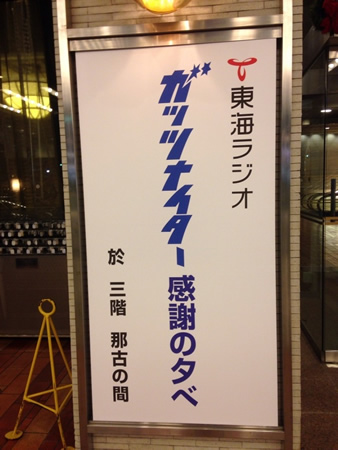 東海ラジオ
ガッツナイター感謝の夕べ
於 三階 那古の間